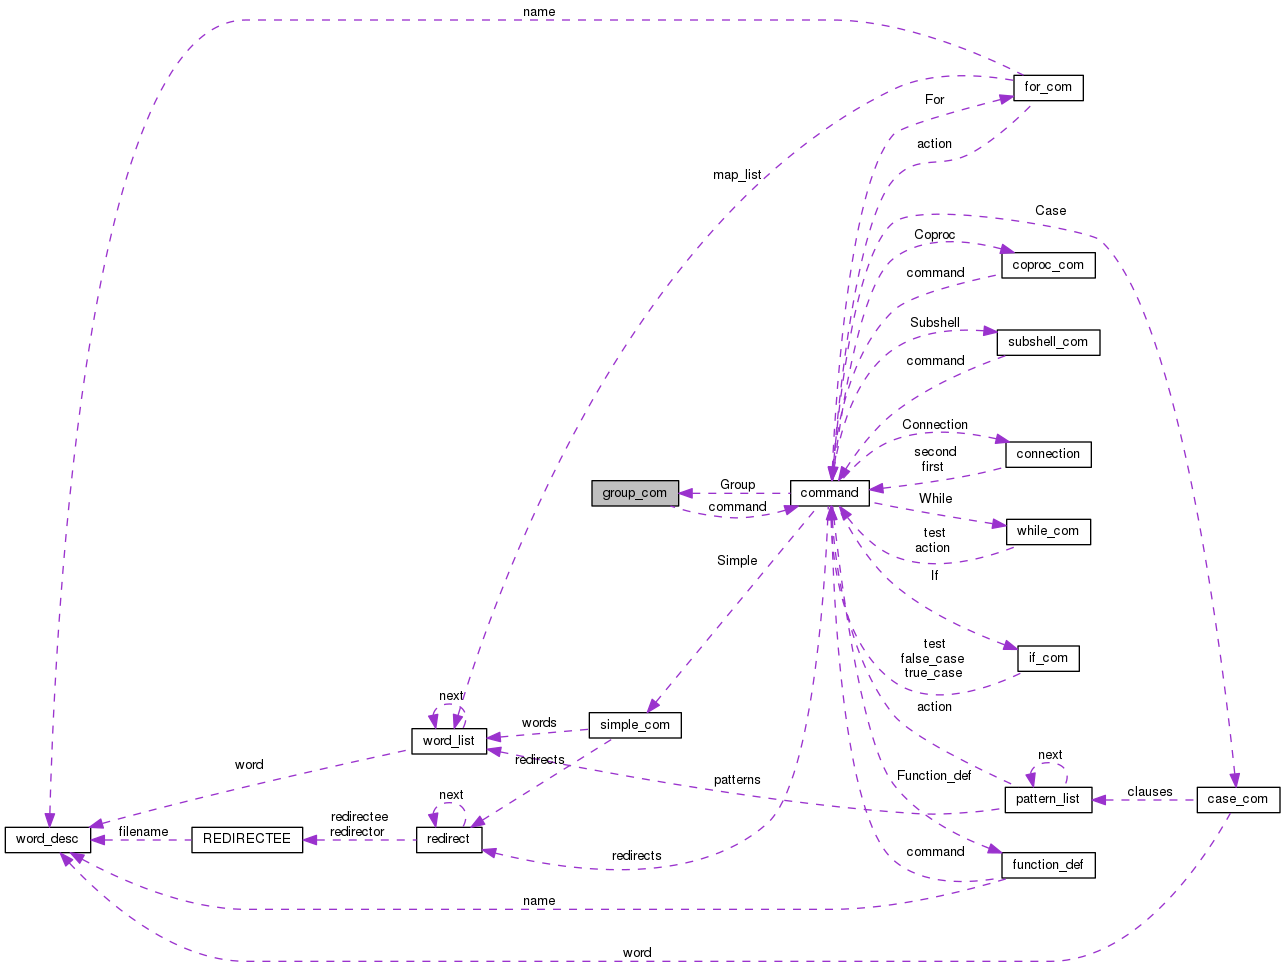 name
for_com
For
action
map_list
Case
Coproc
coproc_com
command
Subshell
subshell_com
command
Connection
connection
second
first
group_com
Group
command
command
While
while_com
test
action
Simple
If
test
false_case
true_case
if_com
action
next
word_list
words
simple_com
redirects
word
patterns
next
pattern_list
clauses
case_com
Function_def
next
redirectee
redirector
redirect
word_desc
filename
REDIRECTEE
redirects
command
function_def
name
word